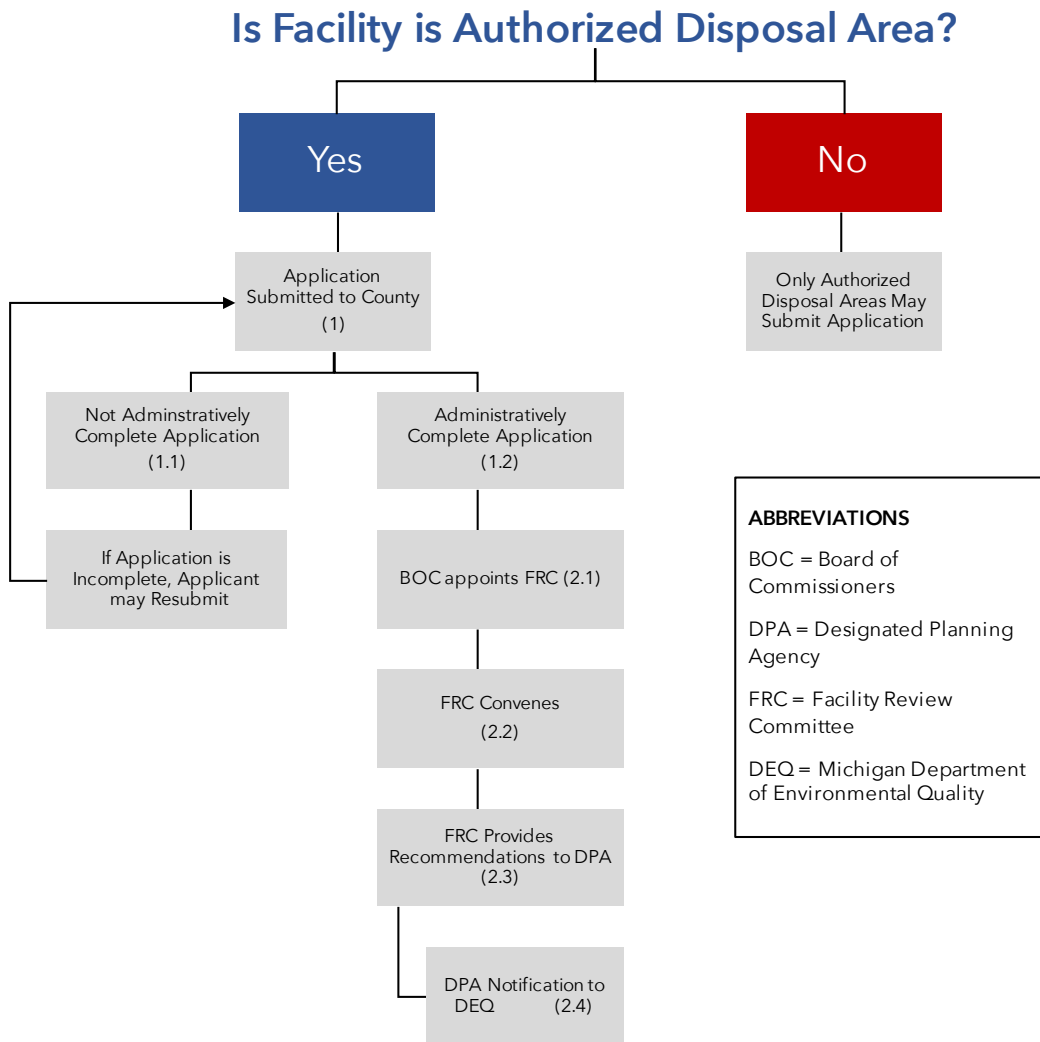 Is Facility is Authorized Disposal Area?
Yes
No
Application
Submitted to County
(1)
Only Authorized
Disposal Areas May
Submit Application
Not Adminstratively
Complete Application
(1.1)
Administratively
Complete Application
(1.2)
If Application is
Incomplete, Applicant
may Resubmit
BOC appoints FRC (2.1)
FRC Convenes
(2.2)
FRC Provides
Recommendations to DPA
(2.3)
DPA Notification to
DEQ (2.4)
ABBREVIATIONS
BOC = Board of
Commissioners
DPA = Designated Planning
Agency
FRC = Facility Review
Committee
DEQ = Michigan Department
of Environmental Quality